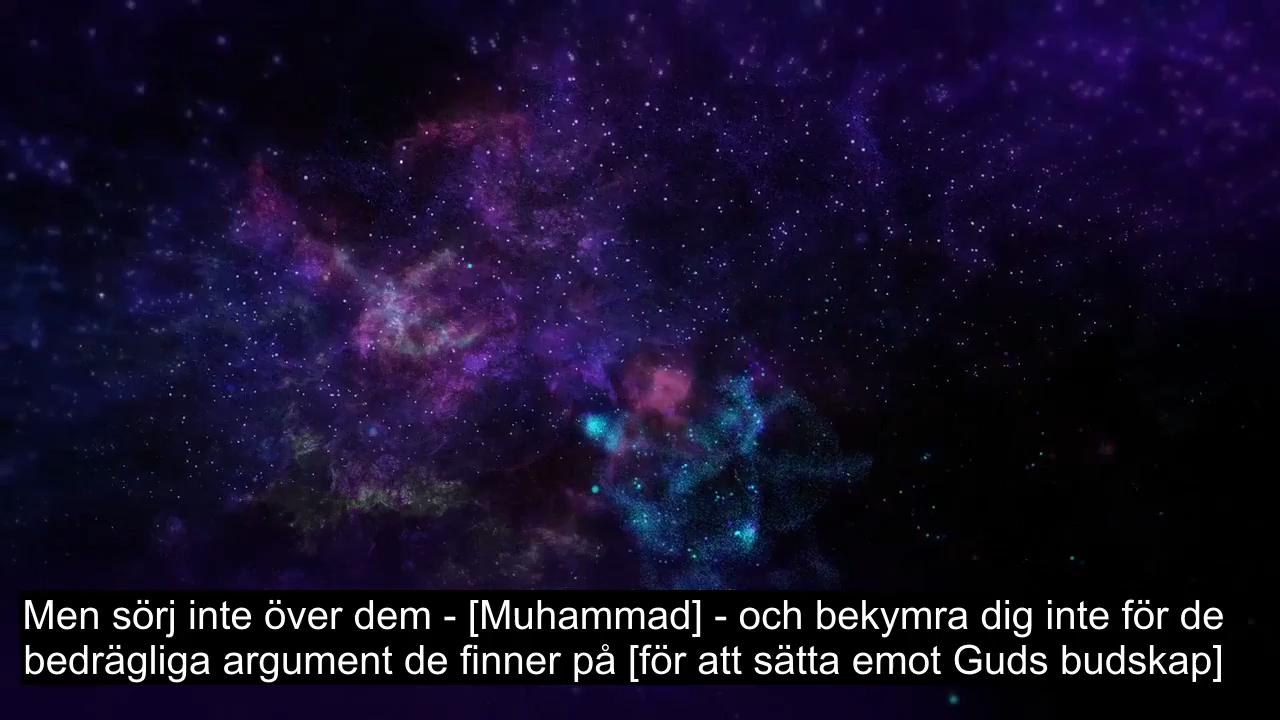 Men sörj inte över dem - [Muhammad] - och bekymra dig inte för de
bedrägliga argument de finner på [för att sätta emot Guds budskap]